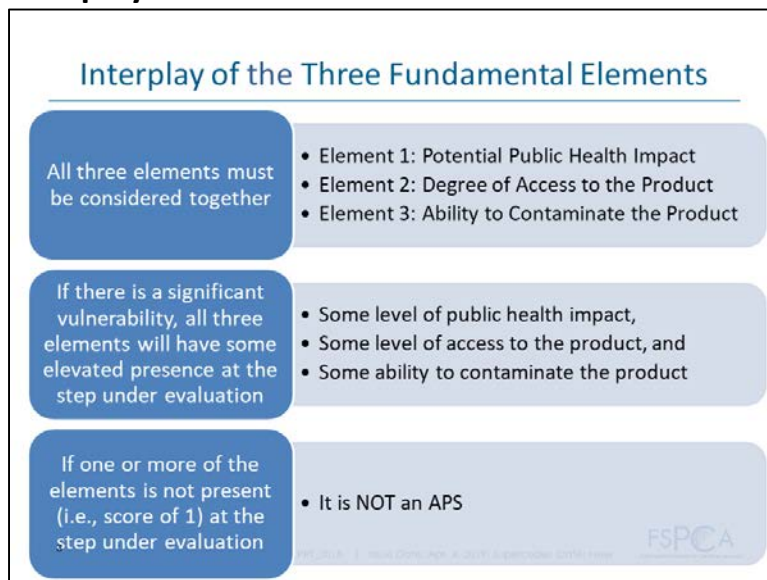 Interplay of the Three Fundamental Elements
All three elements must
be considered together
• Element 1: Potential Public Health Impact
• Element 2: Degree of Access to the Product
• Element 3: Ability to Contaminate the Product
If there is a significant
vulnerability, all three
elements will have some
elevated presence at the
step under evaluation
• Some level of public health impact,
• Some level of access to the product, and
• Some ability to contaminate the product
If one or more of the
elements is not present
(i.e., score of 1) at the
step under evaluation
• It is NOT an APS
FSPCA